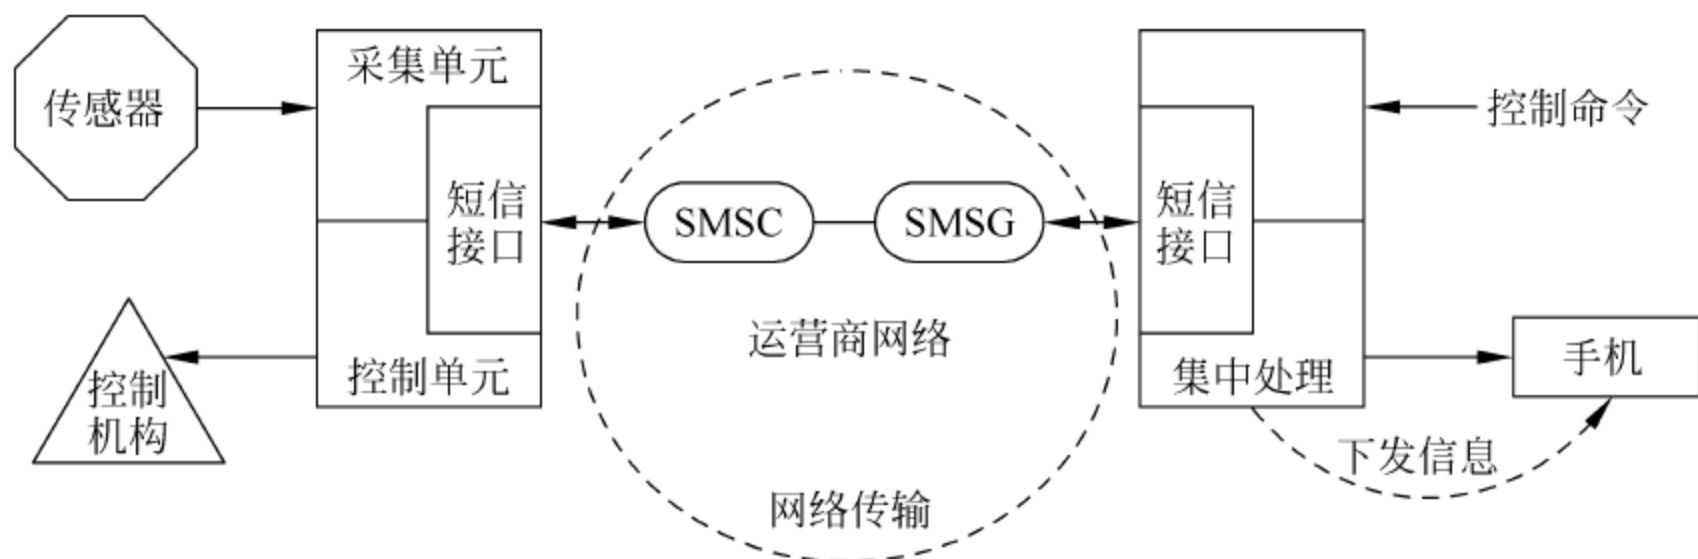 传感器
采集单元
短信
接口
控制单元
控制
机构
SMSC
SMSG
运营商网络
网络传输
短信
接口
集中处理
控制命令
手机
下发信息